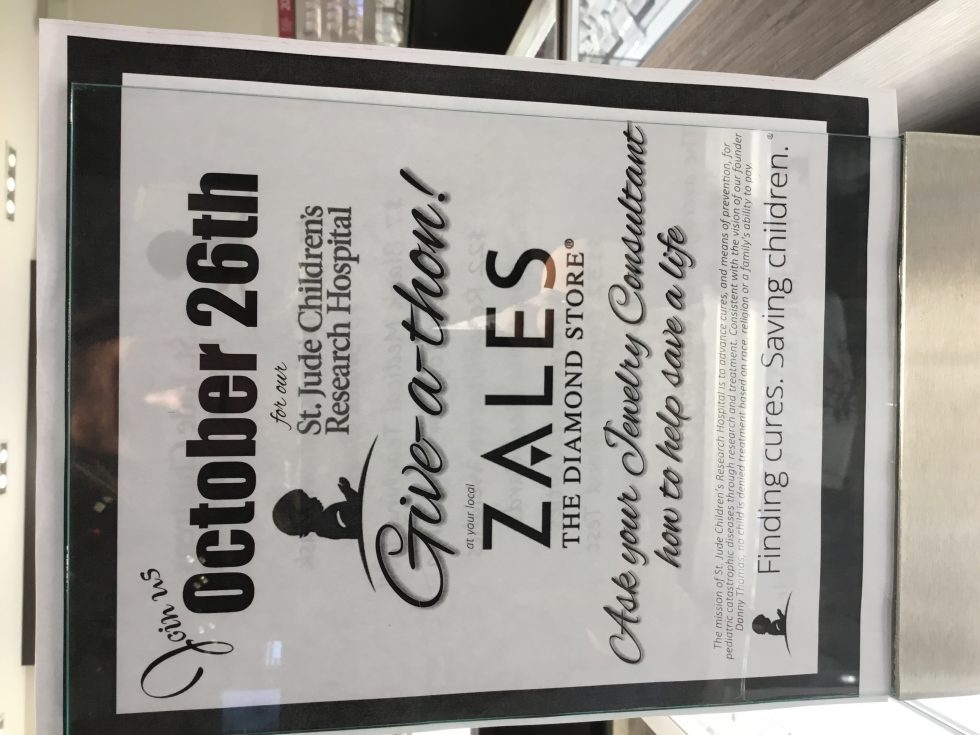 Join us
October 26th
for our
St. Jude Children's
Research Hospital
Give-a-thon!
at your local
ZALES
THE DIAMOND STORE®
Ask your Jewelry Consultant
how to help save a life
The mission of St. Jude Children's Research Hospital is to advance cures, and means of prevention, for
pediatric catastrophic diseases through research and treatment. Consistent with the vision of our founder
Danny Thomas, no child is denied treatment based on race, religion or a family's ability to pay.
Finding cures. Saving children.®